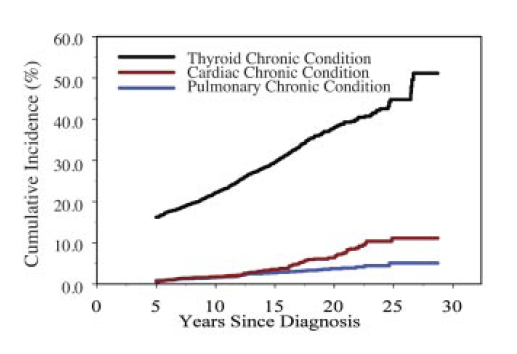 60.0
50.0
40.0
30.0
20.0
10.0
0.0
Cumulative Incidence (%)
Thyroid Chronic Condition
Cardiac Chronic Condition
Pulmonary Chronic Condition
0 5 10 15 20 25 30
Years Since Diagnosis